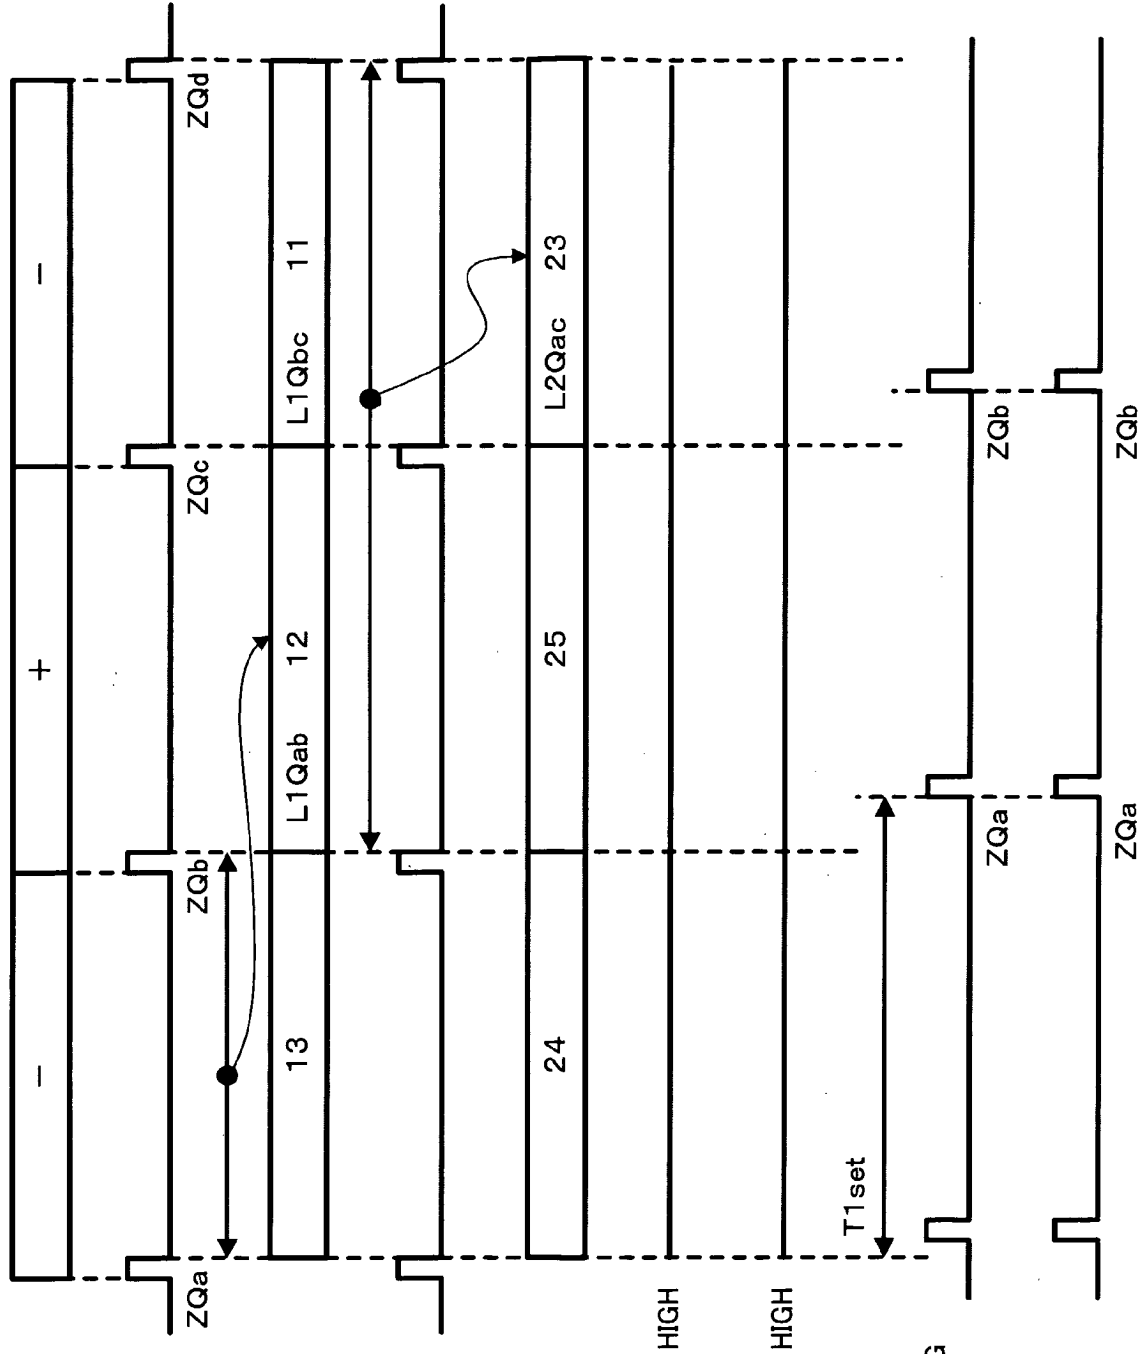 − + −
ZQa ZQb ZQc ZQd
13 L1Qab 12 L1Qbc 11
24 25 L2Qac 23
HIGH
HIGH
T1set
G
ZQa ZQb
ZQa ZQb